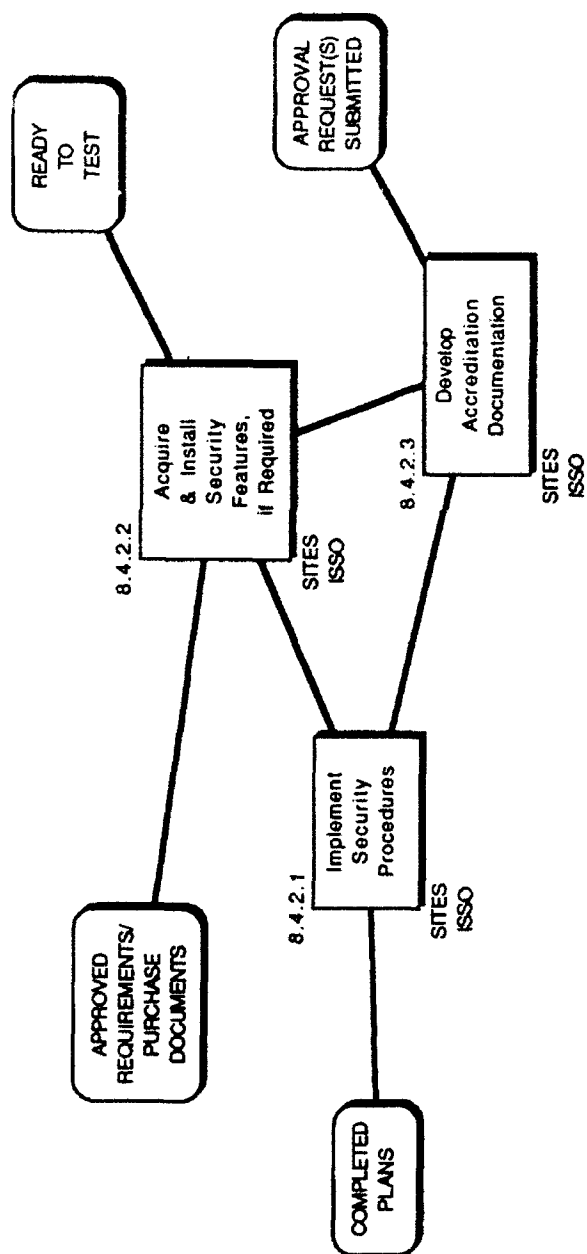 READY
TO
TEST
APPROVAL
REQUEST(S)
SUBMITTED
8.4.2.2
Acquire
& Install
Security
Features,
if Required
SITES
ISSO
8.4.2.3
Develop
Accreditation
Documentation
SITES
ISSO
APPROVED
REQUIREMENTS/
PURCHASE
DOCUMENTS
8.4.2.1
Implement
Security
Procedures
SITES
ISSO
COMPLETED
PLANS